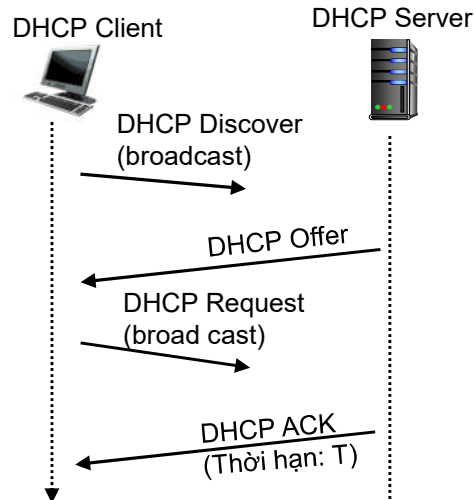 DHCP Client
DHCP Server
DHCP Discover
(broadcast)
DHCP Offer
DHCP Request
(broad cast)
DHCP ACK
(Thời hạn: T)